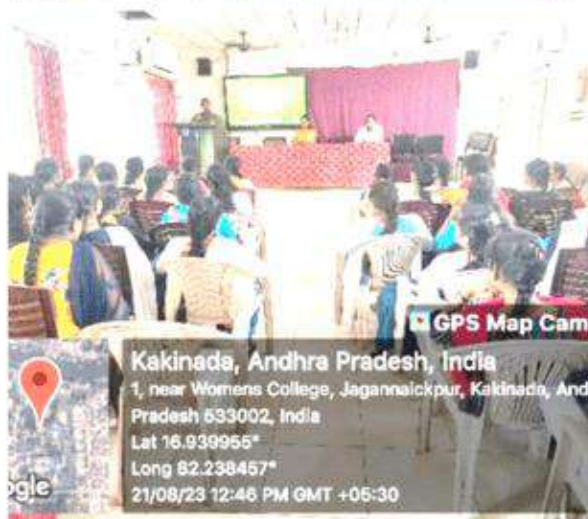 GPS Map Cam
Kakinada, Andhra Pradesh, India
1, near Womens College, Jagannaickpur, Kakinada, And
Pradesh 533002, India
Lat 16.939955°
Long 82.238457°
21/08/23 12:46 PM GMT +05:30
ogle